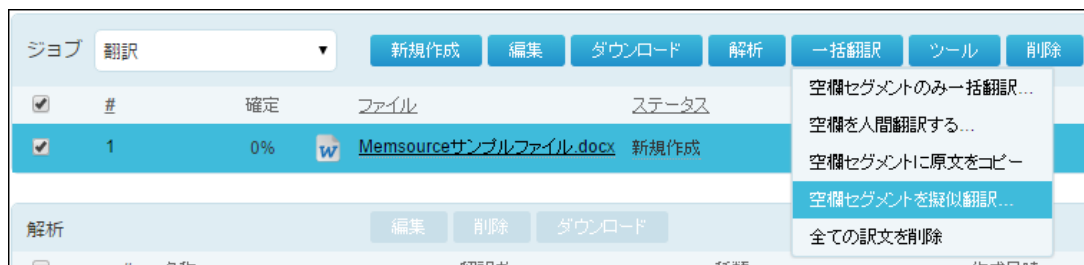 ジョブ 翻訳 新規作成 編集 ダウンロード 解析 一括翻訳 ツール 削除
# 確定 ファイル ステータス
1 0% Memsourceサンプルファイル.docx 新規作成
空欄セグメントのみ一括翻訳...
空欄を人間翻訳する...
空欄セグメントに原文をコピー
空欄セグメントを擬似翻訳...
全ての訳文を削除
解析 編集 削除 ダウンロード